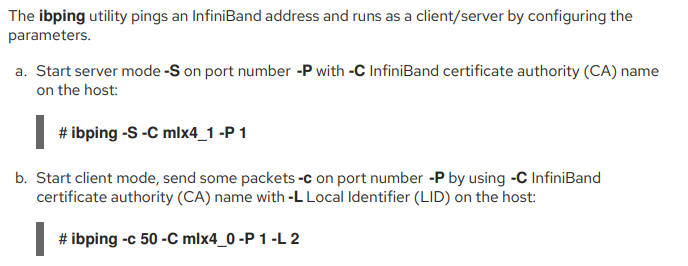 The ibping utility pings an InfiniBand address and runs as a client/server by configuring the
parameters.
a. Start server mode -S on port number -P with -C InfiniBand certificate authority (CA) name
on the host:
# ibping -S -C mlx4_1 -P 1
b. Start client mode, send some packets -c on port number -P by using -C InfiniBand
certificate authority (CA) name with -L Local Identifier (LID) on the host:
# ibping -c 50 -C mlx4_0 -P 1 -L 2